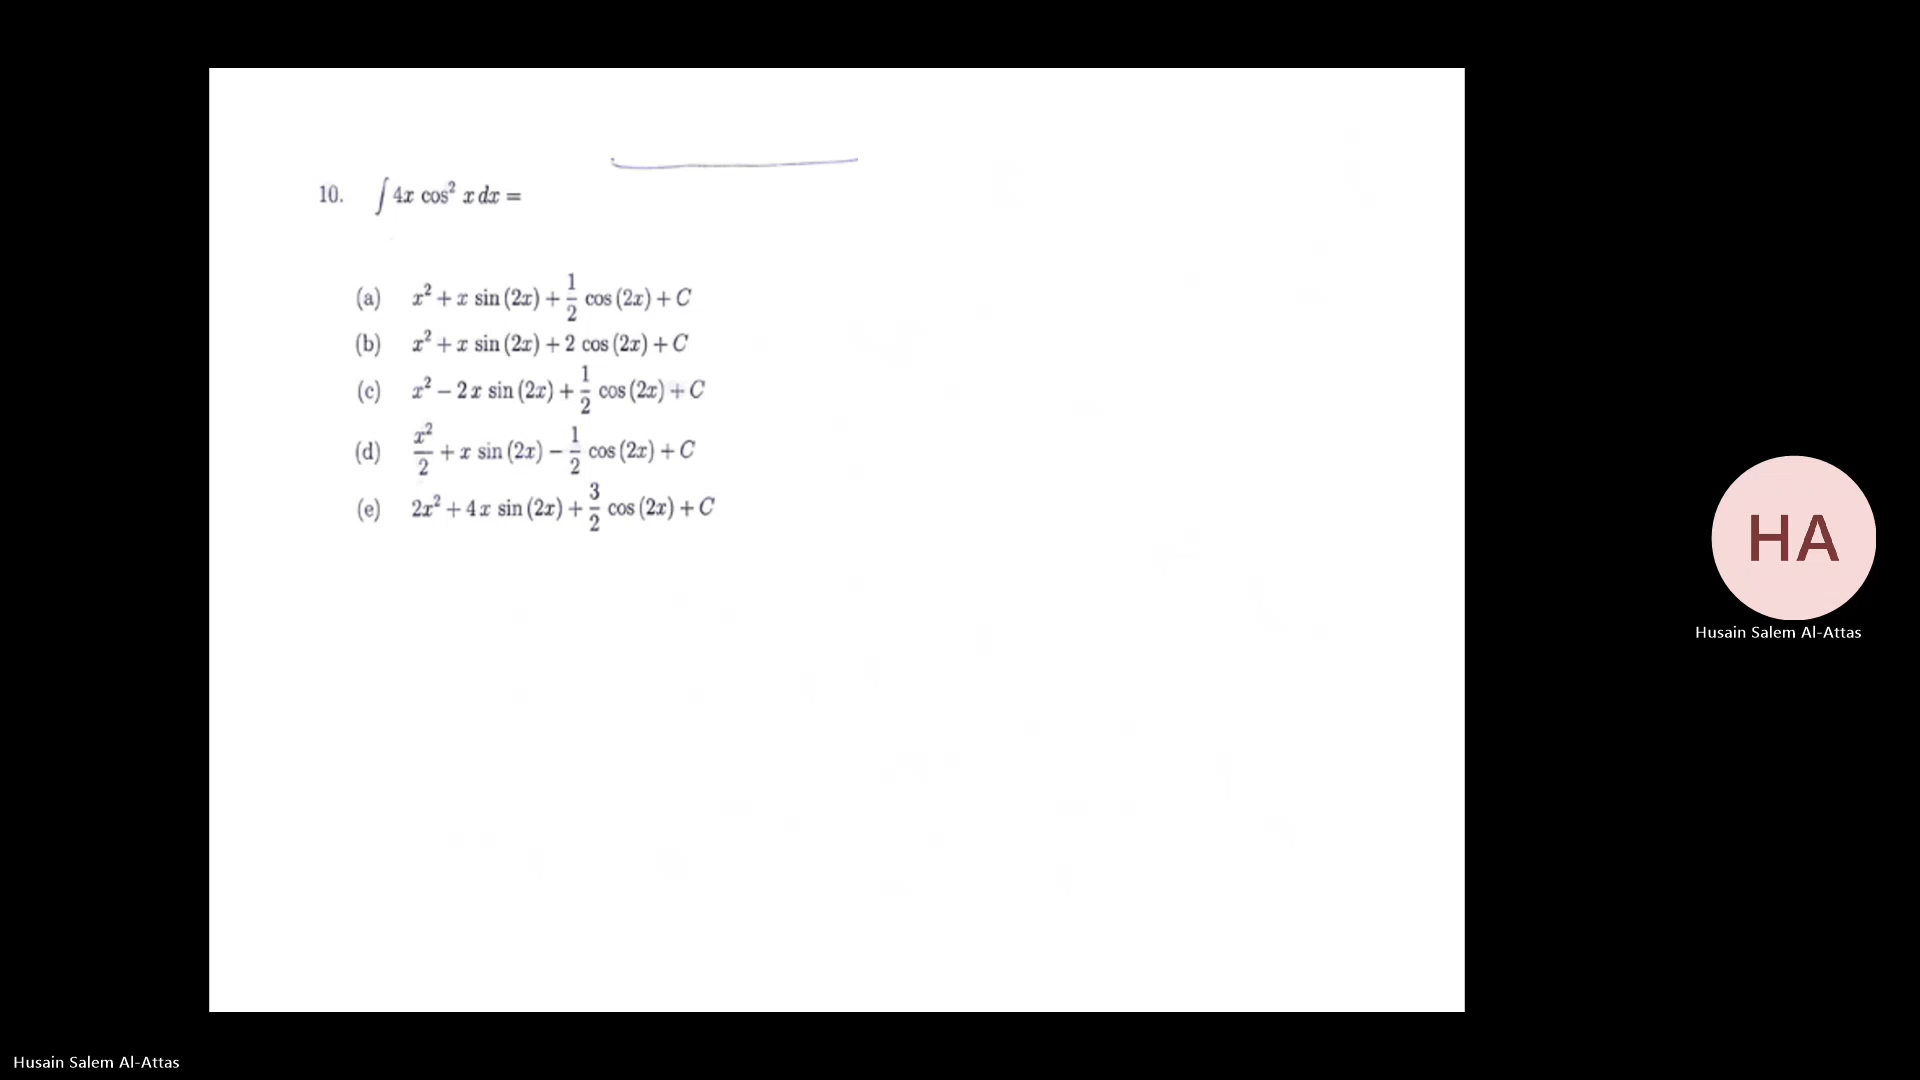 10. ∫ 4x cos² x dx =
(a) x² + x sin (2x) + 1/2 cos (2x) + C
(b) x² + x sin (2x) + 2 cos (2x) + C
(c) x² − 2 x sin (2x) + 1/2 cos (2x) + C
(d) x²/2 + x sin (2x) − 1/2 cos (2x) + C
(e) 2x² + 4 x sin (2x) + 3/2 cos (2x) + C
HA
Husain Salem Al-Attas
Husain Salem Al-Attas